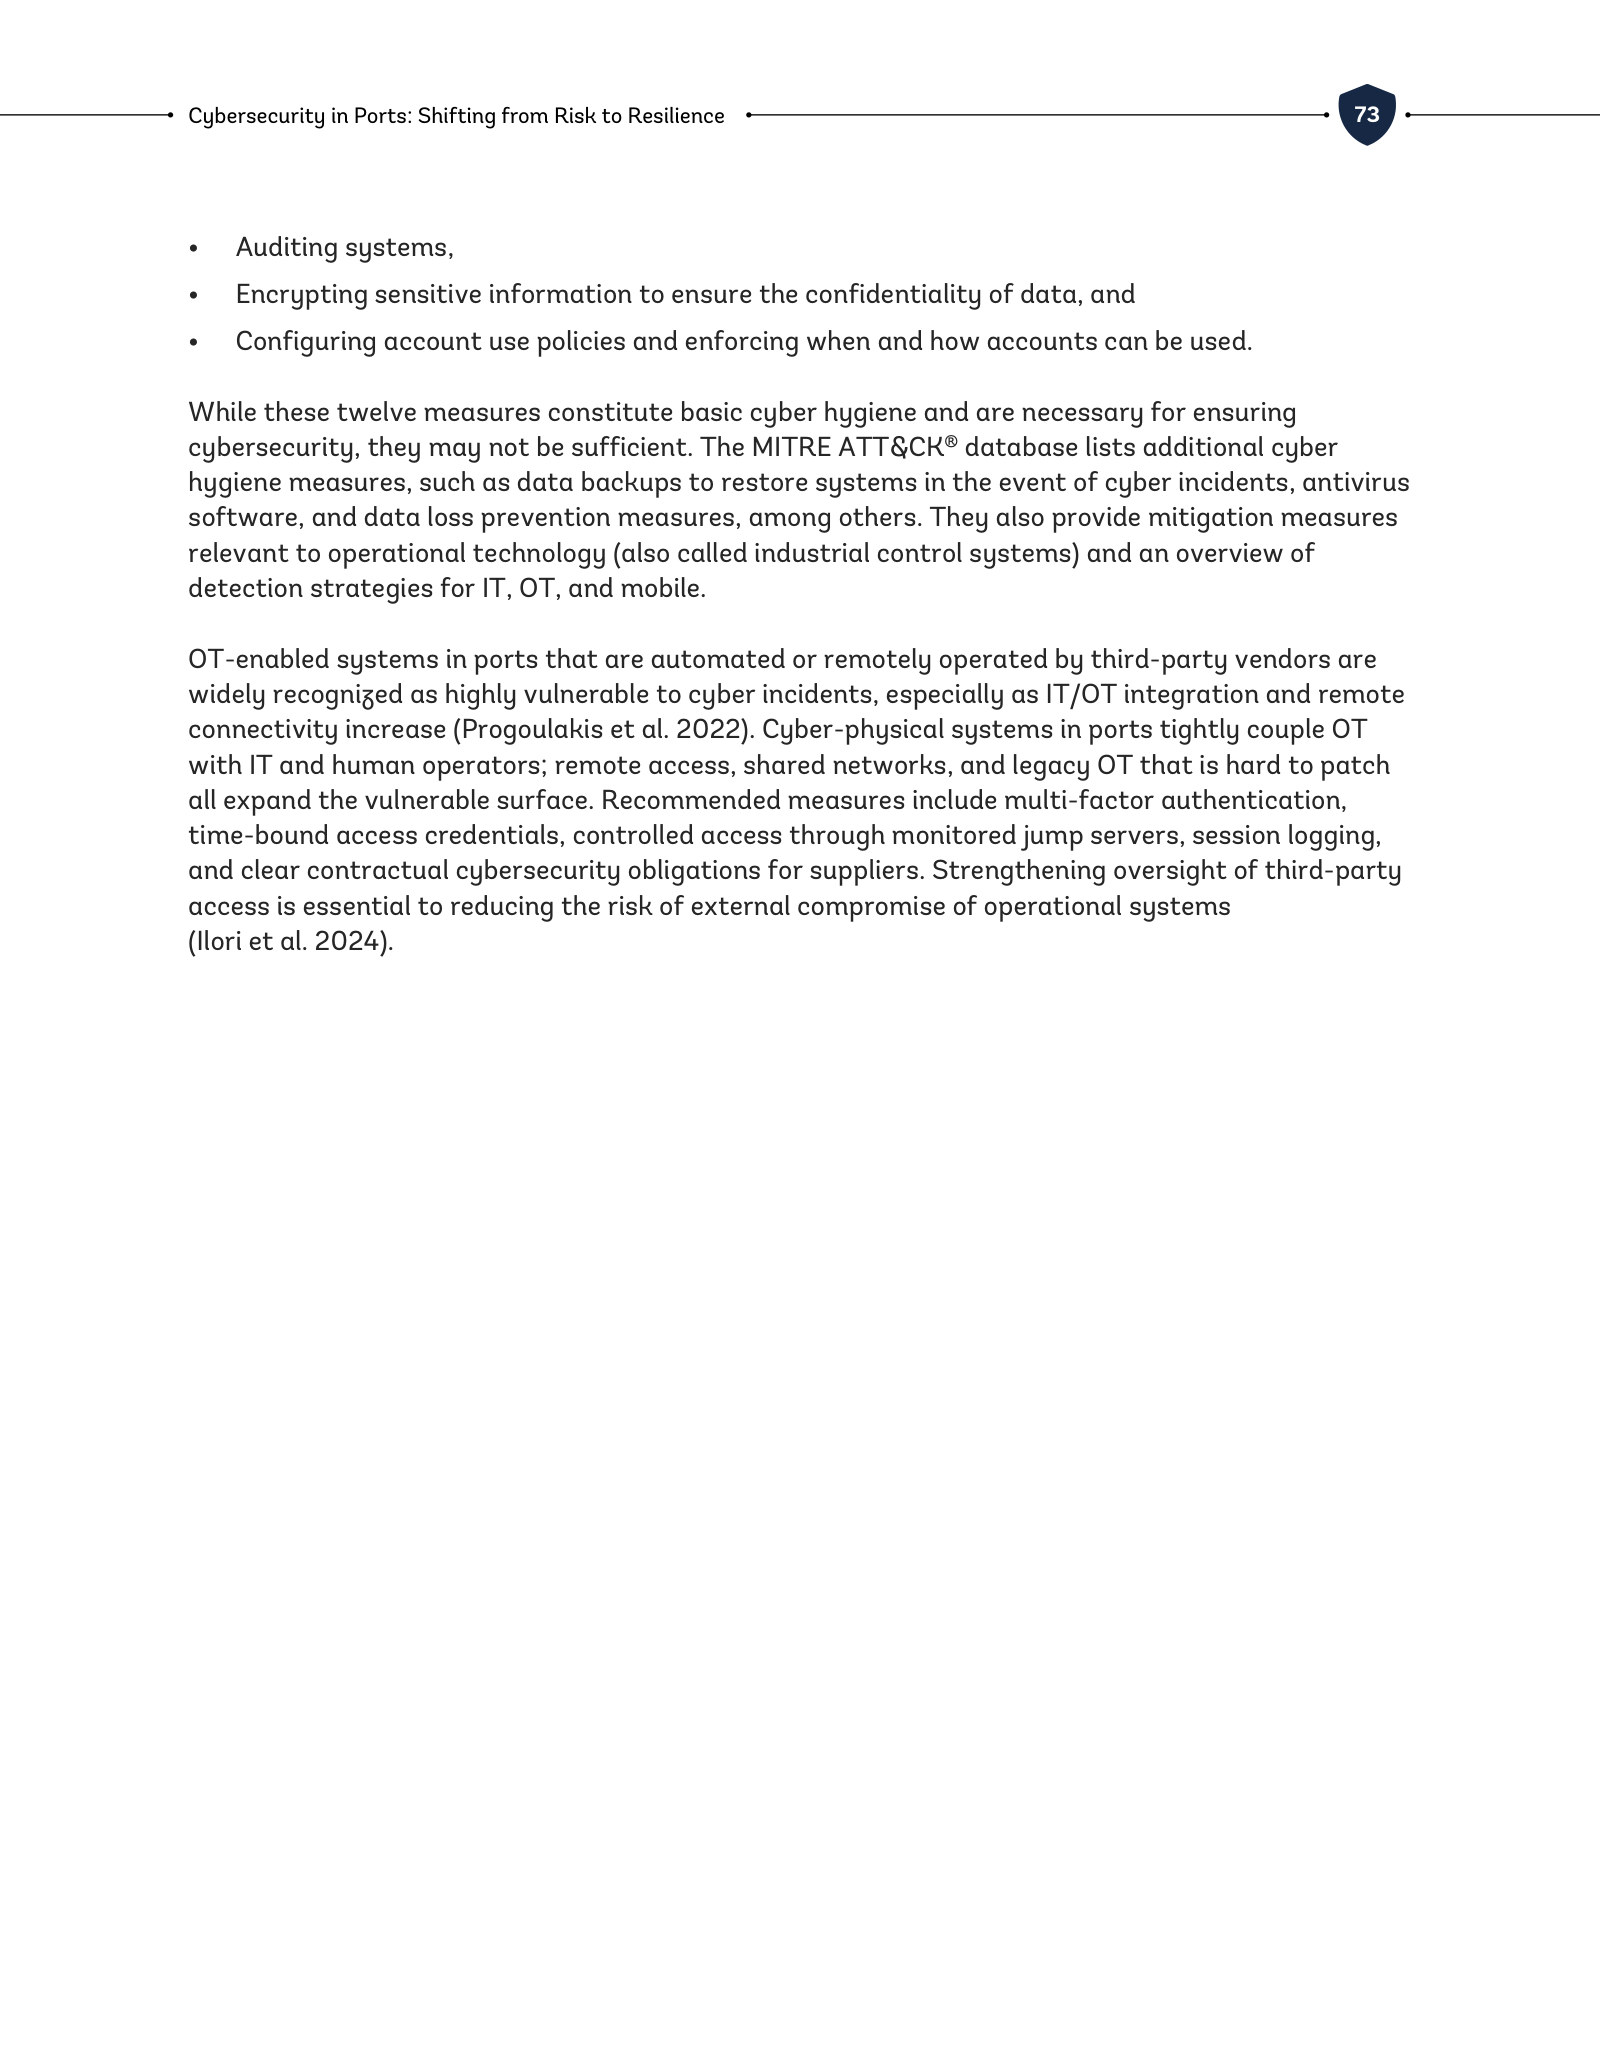 Cybersecurity in Ports: Shifting from Risk to Resilience
73
• Auditing systems,
• Encrypting sensitive information to ensure the confidentiality of data, and
• Configuring account use policies and enforcing when and how accounts can be used.
While these twelve measures constitute basic cyber hygiene and are necessary for ensuring
cybersecurity, they may not be sufficient. The MITRE ATT&CK® database lists additional cyber
hygiene measures, such as data backups to restore systems in the event of cyber incidents, antivirus
software, and data loss prevention measures, among others. They also provide mitigation measures
relevant to operational technology (also called industrial control systems) and an overview of
detection strategies for IT, OT, and mobile.
OT-enabled systems in ports that are automated or remotely operated by third-party vendors are
widely recognized as highly vulnerable to cyber incidents, especially as IT/OT integration and remote
connectivity increase (Progoulakis et al. 2022). Cyber-physical systems in ports tightly couple OT
with IT and human operators; remote access, shared networks, and legacy OT that is hard to patch
all expand the vulnerable surface. Recommended measures include multi-factor authentication,
time-bound access credentials, controlled access through monitored jump servers, session logging,
and clear contractual cybersecurity obligations for suppliers. Strengthening oversight of third-party
access is essential to reducing the risk of external compromise of operational systems
(Ilori et al. 2024).